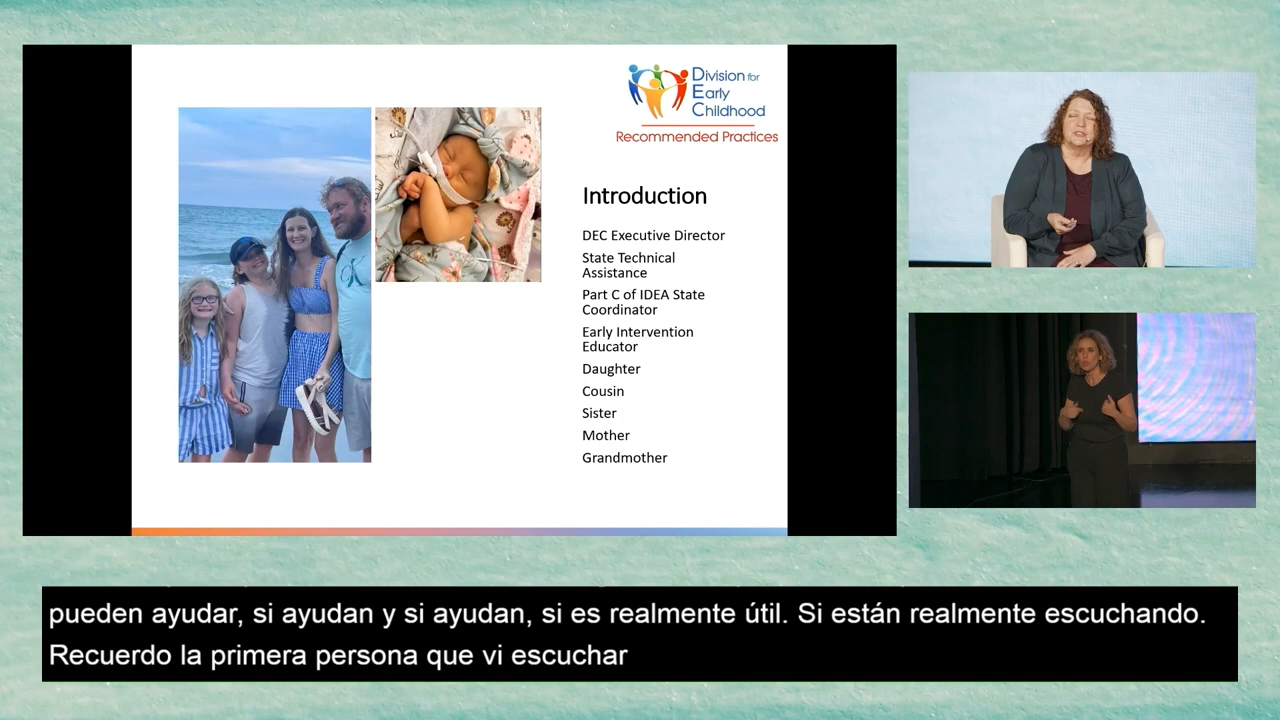 Division for
Early
Childhood
Recommended Practices
Introduction
DEC Executive Director
State Technical
Assistance
Part C of IDEA State
Coordinator
Early Intervention
Educator
Daughter
Cousin
Sister
Mother
Grandmother
pueden ayudar, si ayudan y si ayudan, si es realmente útil. Si están realmente escuchando.
Recuerdo la primera persona que vi escuchar